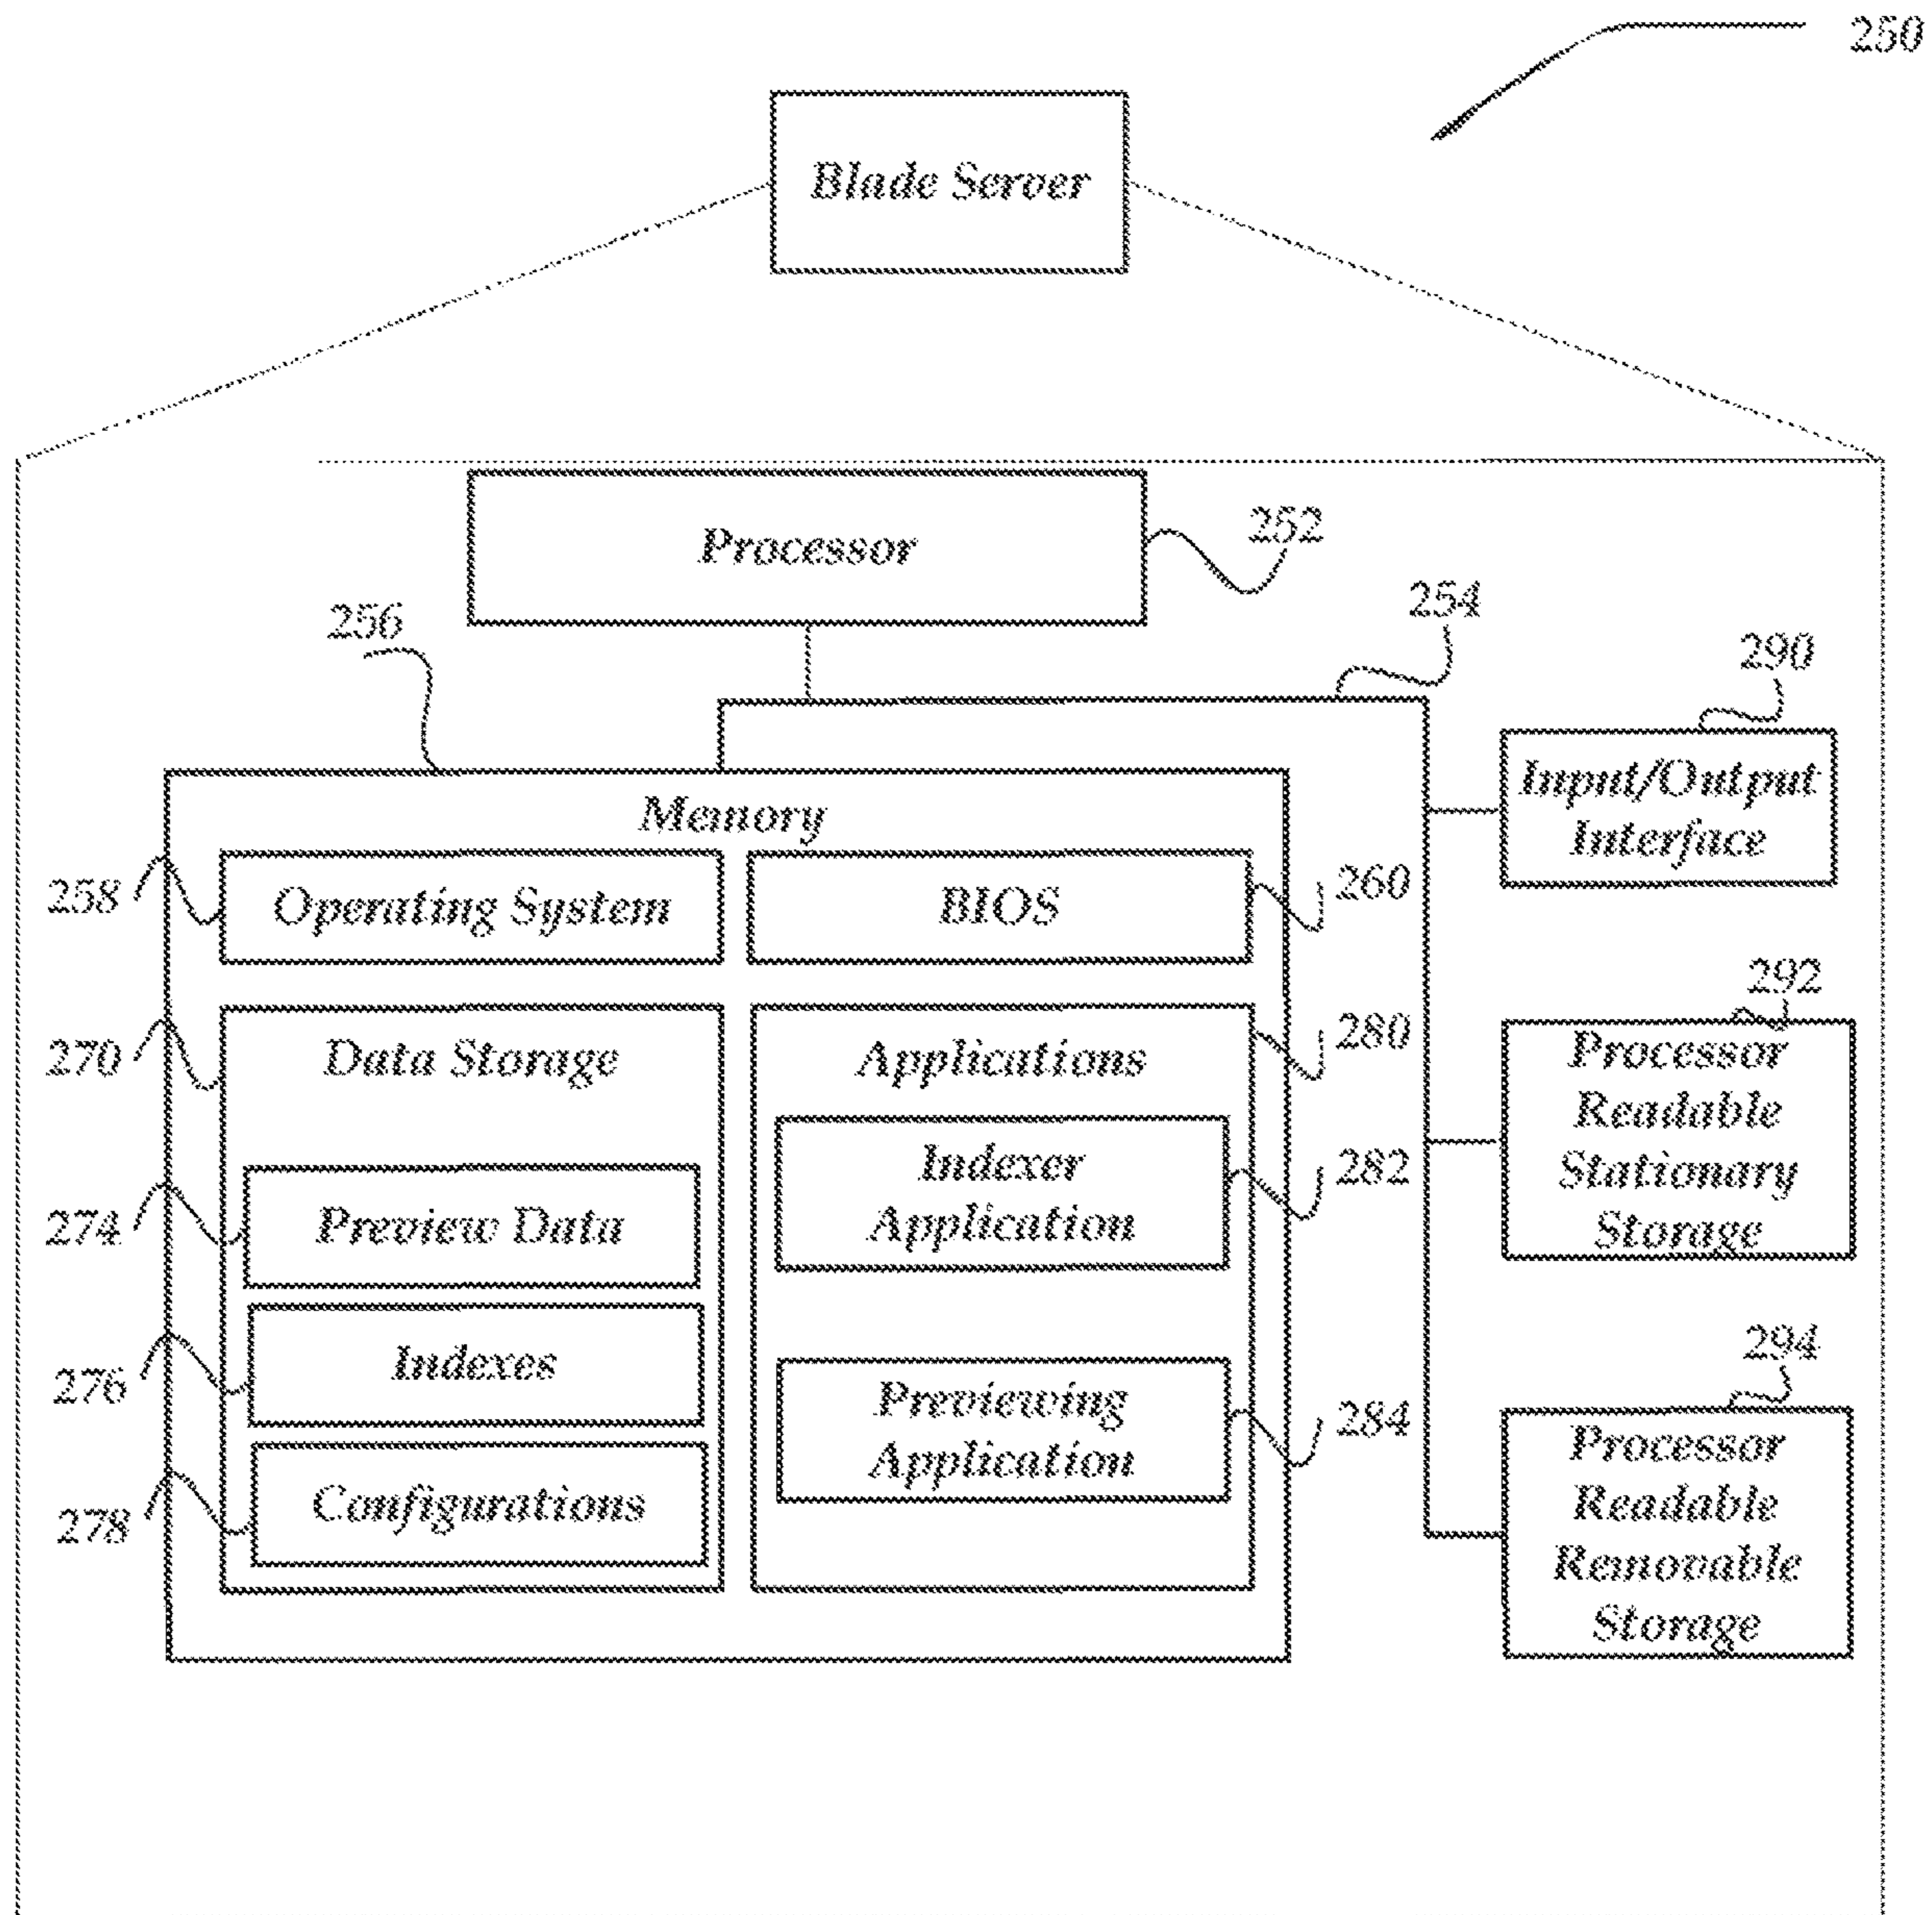 250
Blade Server
Processor
252
254
256
290
Input/Output
Interface
Memory
258
Operating System
BIOS
260
292
Processor
Readable
Stationary
Storage
270
Data Storage
Applications
280
Indexer
Application
282
274
Preview Data
276
Indexes
294
Previewing
Application
284
Processor
Readable
Removable
Storage
278
Configurations